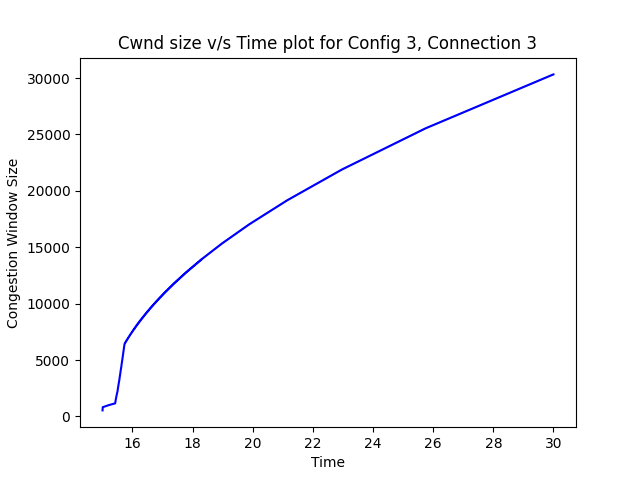 Cwnd size v/s Time plot for Config 3, Connection 3
30000
25000
20000
15000
10000
5000
0
Congestion Window Size
16 18 20 22 24 26 28 30
Time